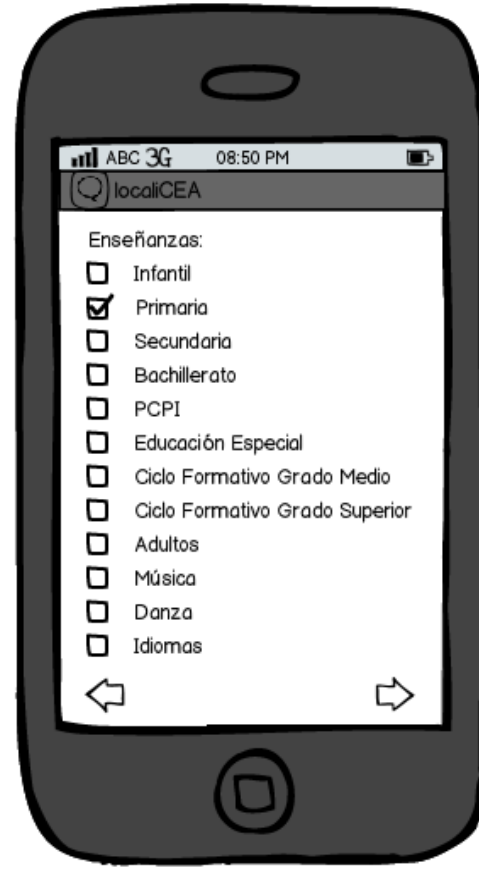 ABC 3G 08:50 PM
localiCEA
Enseñanzas:
Infantil
Primaria
Secundaria
Bachillerato
PCPI
Educación Especial
Ciclo Formativo Grado Medio
Ciclo Formativo Grado Superior
Adultos
Música
Danza
Idiomas